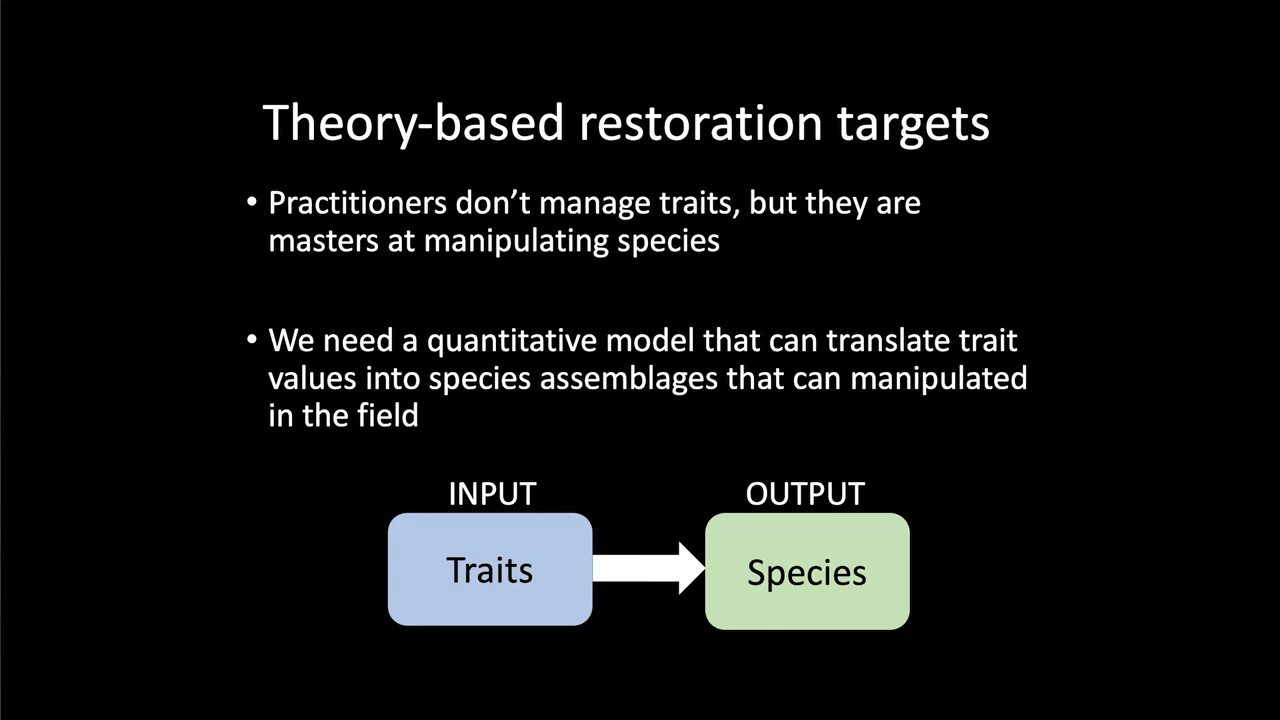 Theory-based restoration targets
• Practitioners don’t manage traits, but they are
masters at manipulating species
• We need a quantitative model that can translate trait
values into species assemblages that can manipulated
in the field
INPUT
OUTPUT
Traits
Species